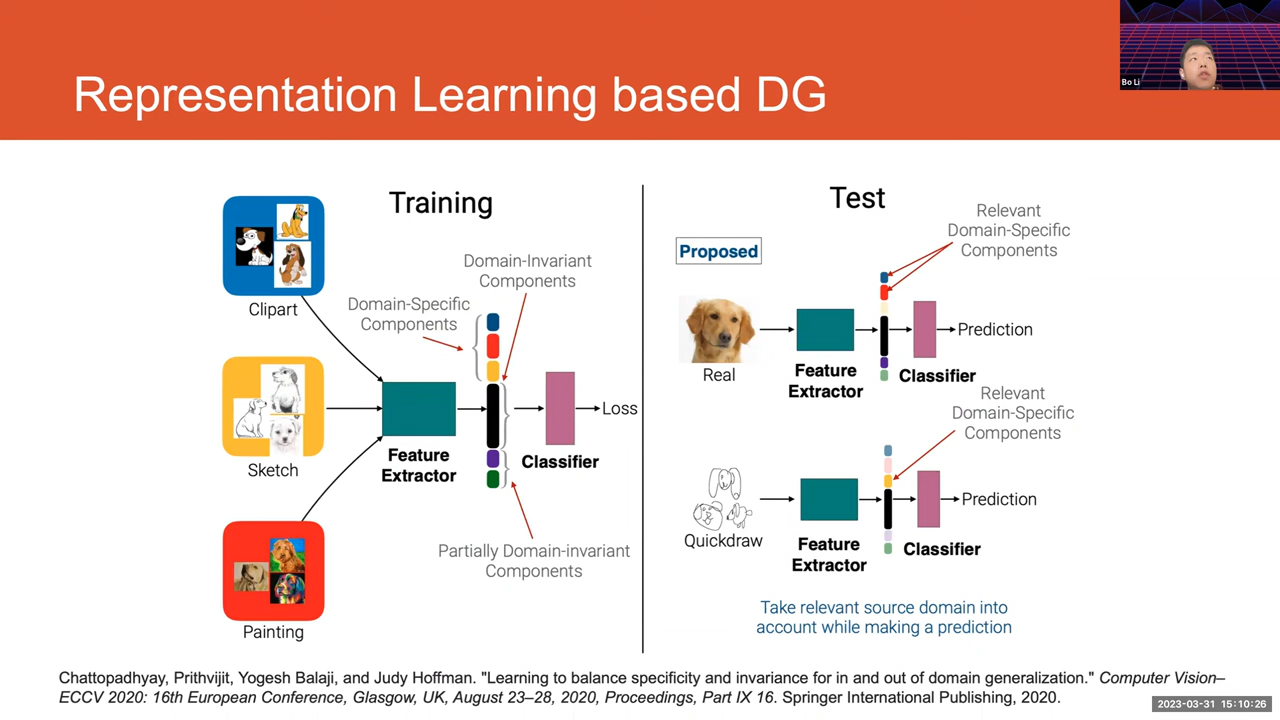 Bo Li
Representation Learning based DG
Training
Clipart
Sketch
Painting
Domain-Invariant
Components
Domain-Specific
Components
Feature
Extractor
Classifier
Loss
Partially Domain-invariant
Components
Test
Proposed
Relevant
Domain-Specific
Components
Real
Feature
Extractor
Classifier
Prediction
Relevant
Domain-Specific
Components
Quickdraw
Feature
Extractor
Classifier
Prediction
Take relevant source domain into
account while making a prediction
Chattopadhyay, Prithvijit, Yogesh Balaji, and Judy Hoffman. "Learning to balance specificity and invariance for in and out of domain generalization." Computer Vision–
ECCV 2020: 16th European Conference, Glasgow, UK, August 23–28, 2020, Proceedings, Part IX 16. Springer International Publishing, 2020.
2023-03-31 15:10:26